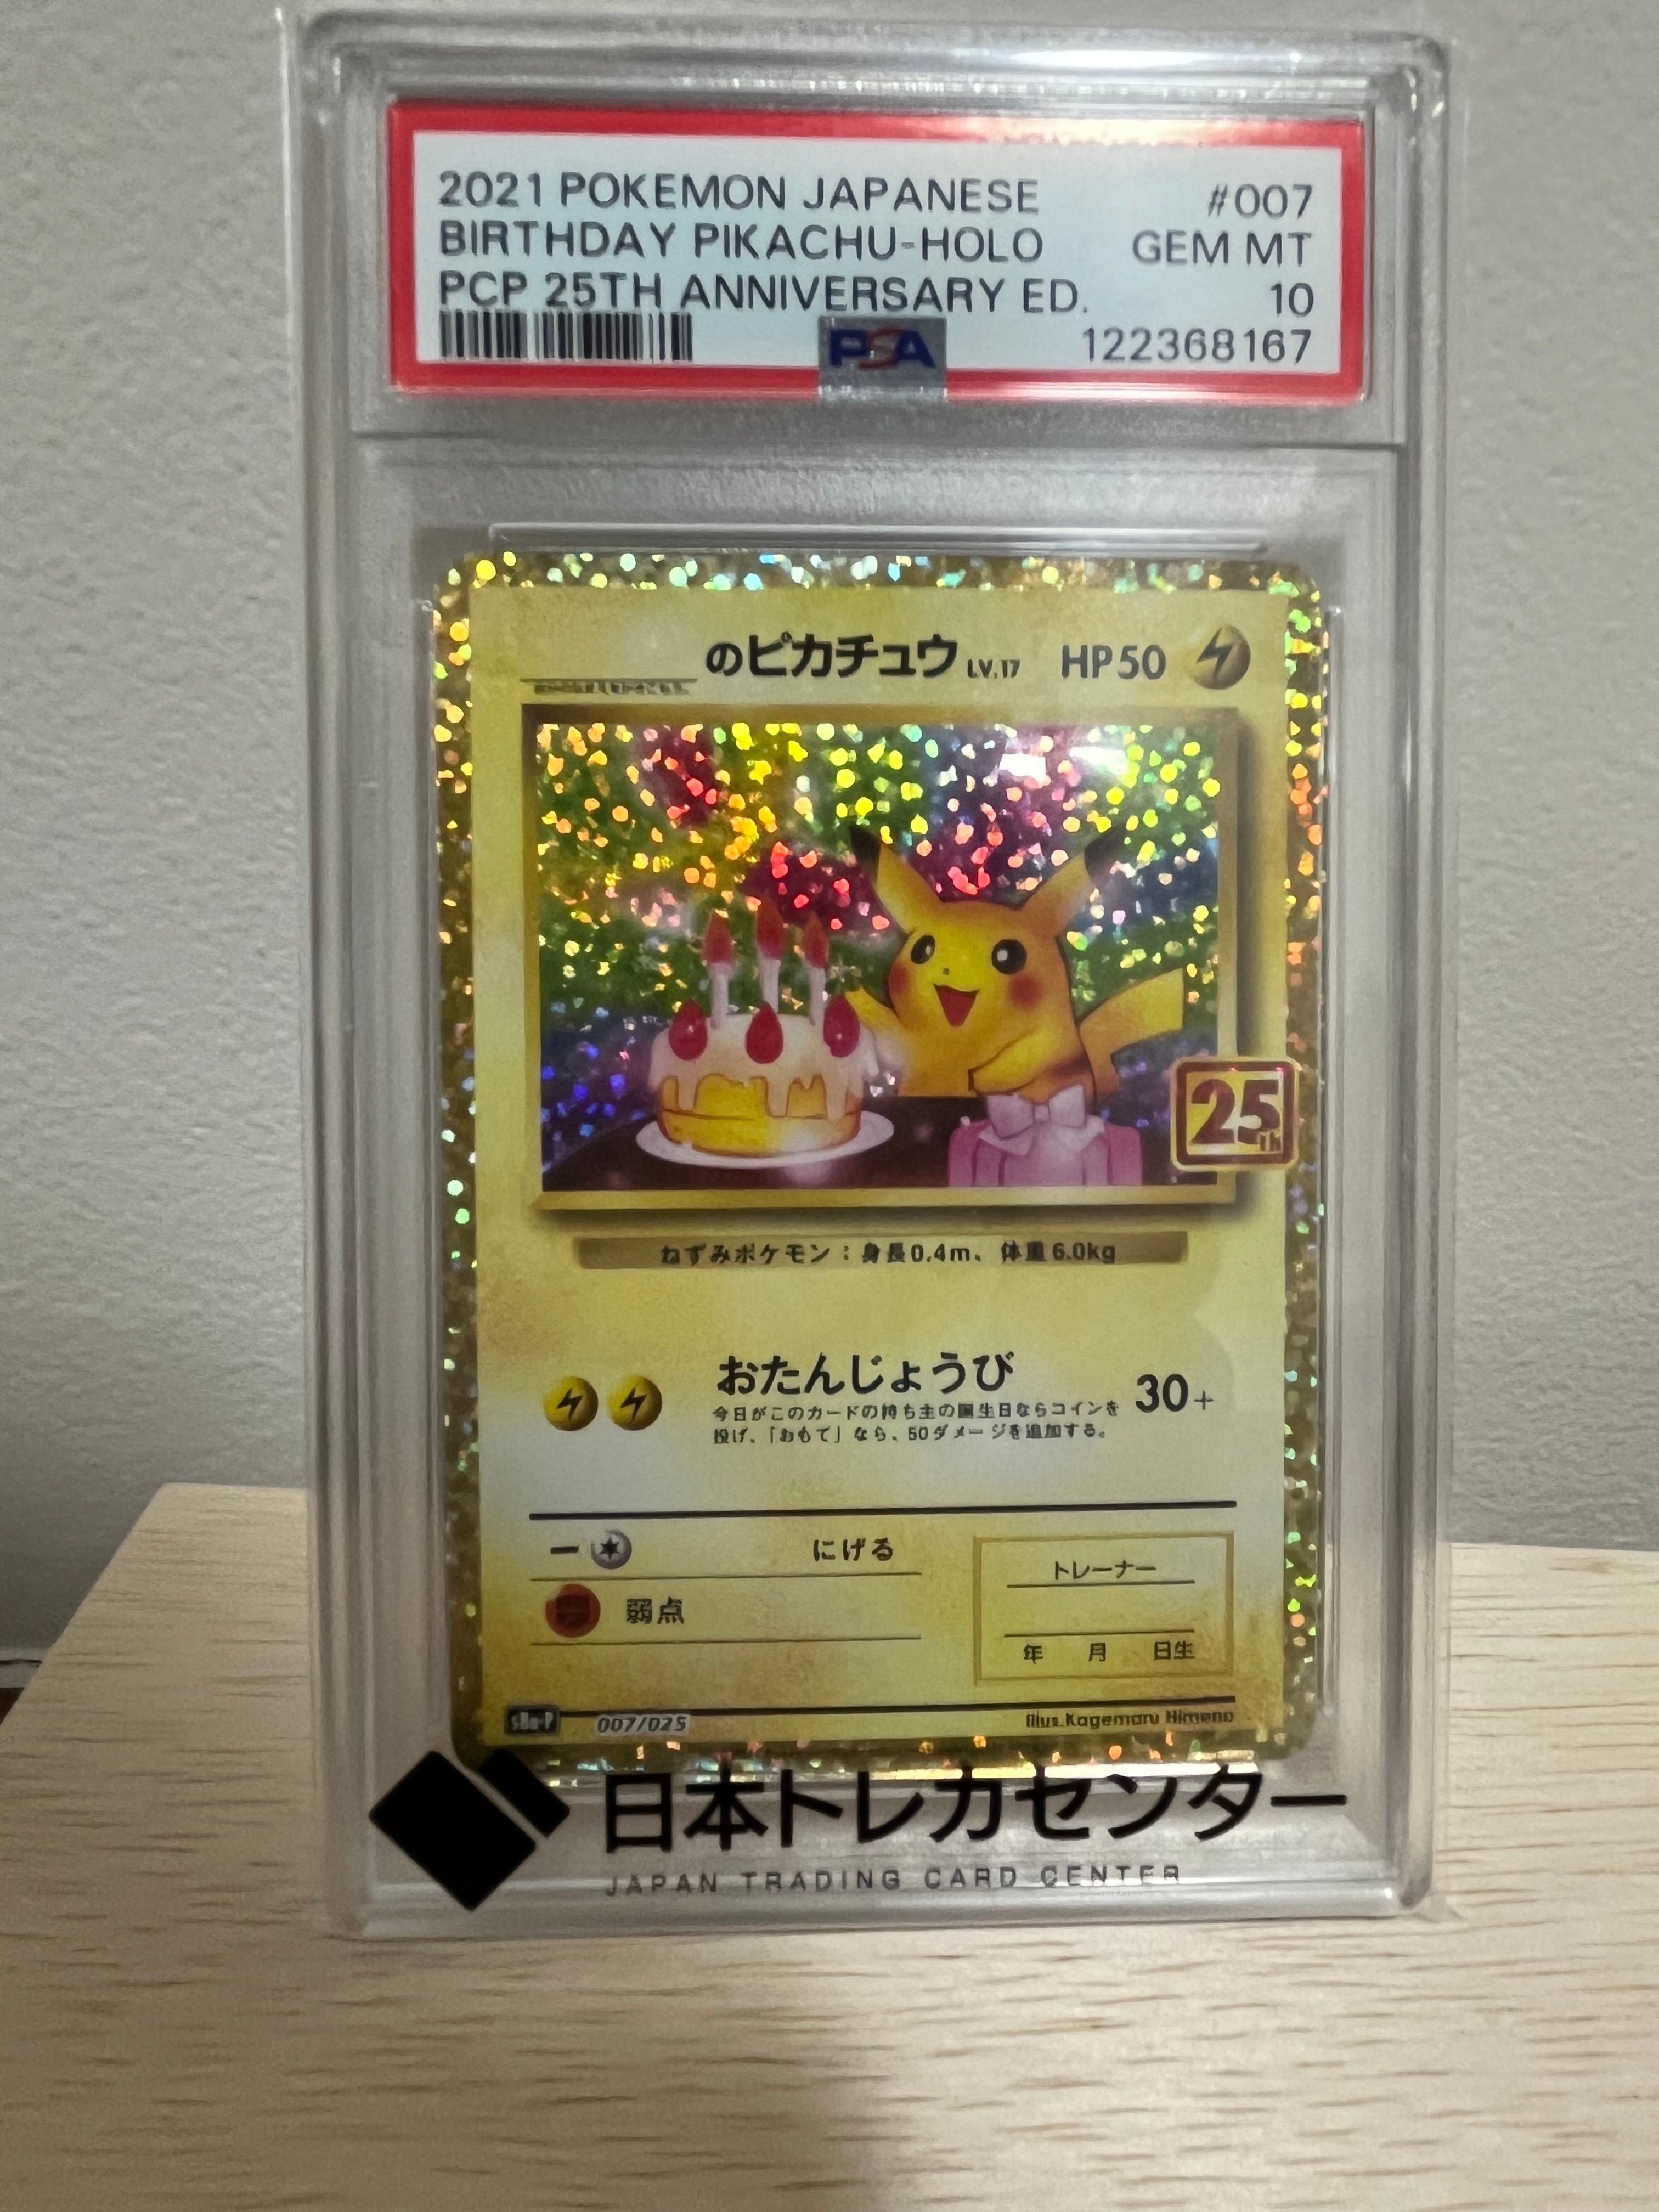 2021 POKEMON JAPANESE #007
BIRTHDAY PIKACHU-HOLO GEM MT
PCP 25TH ANNIVERSARY ED. 10
PSA 122368167
のピカチュウ LV.17 HP50
25th
ねずみポケモン：身長0.4m、体重6.0kg
おたんじょうび 30+
今日がこのカードの持ち主の誕生日ならコインを
投げ、「おもて」なら、50ダメージを追加する。
にげる
弱点
トレーナー
年 月 日生
S8a-P 007/025 Illus.Kagemaru Himeno
日本トレカセンター
JAPAN TRADING CARD CENTER